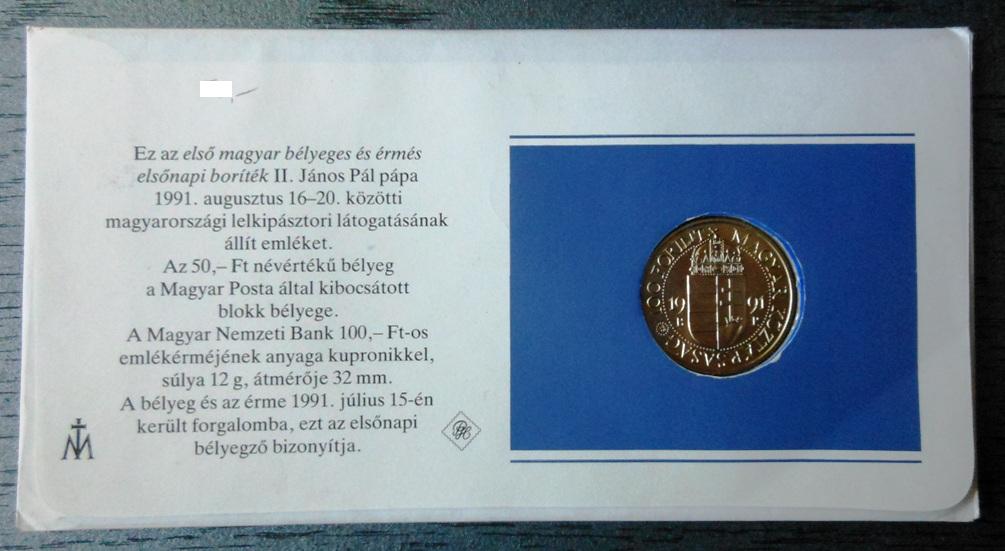 Ez az első magyar bélyeges és érmés
elsőnapi boríték II. János Pál pápa
1991. augusztus 16–20. közötti
magyarországi lelkipásztori látogatásának
állít emléket.
Az 50,– Ft névértékű bélyeg
a Magyar Posta által kibocsátott
blokk bélyege.
A Magyar Nemzeti Bank 100,– Ft-os
emlékérméjének anyaga kupronikkel,
súlya 12 g, átmérője 32 mm.
A bélyeg és az érme 1991. július 15-én
került forgalomba, ezt az elsőnapi
bélyegző bizonyítja.
MAGYAR KÖZTÁRSASÁG
19 91